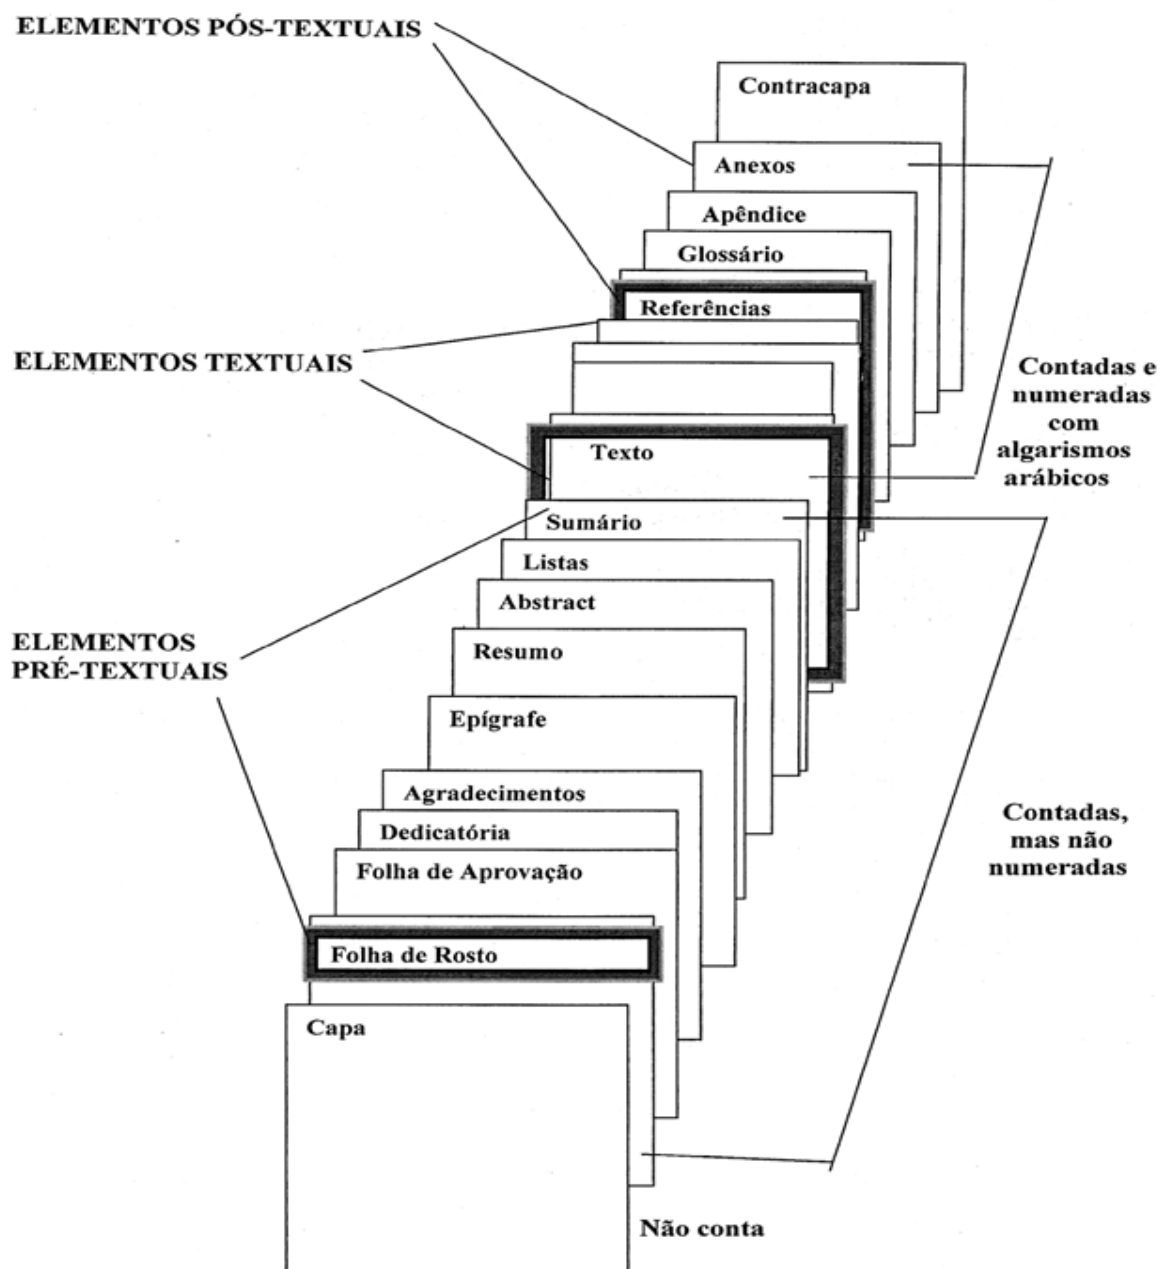 ELEMENTOS PÓS-TEXTUAIS
Contracapa
Anexos
Apêndice
Glossário
Referências
ELEMENTOS TEXTUAIS
Contadas e
numeradas
com
algarismos
arábicos
Texto
Sumário
Listas
Abstract
ELEMENTOS
PRÉ-TEXTUAIS
Resumo
Epígrafe
Agradecimentos
Dedicatória
Folha de Aprovação
Contadas,
mas não
numeradas
Folha de Rosto
Capa
Não conta